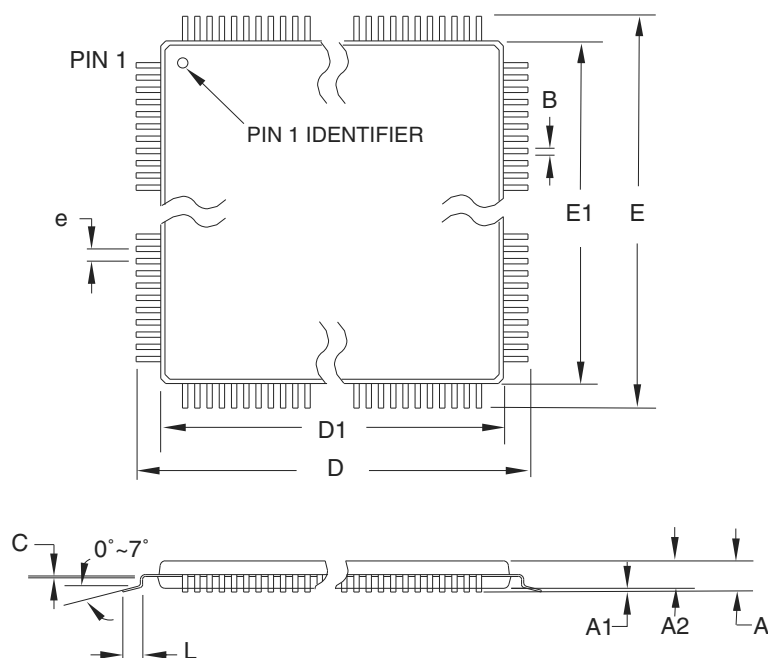 PIN 1
B
PIN 1 IDENTIFIER
E1 E
e
D1
D
C 0°~7°
A1 A2 A
L